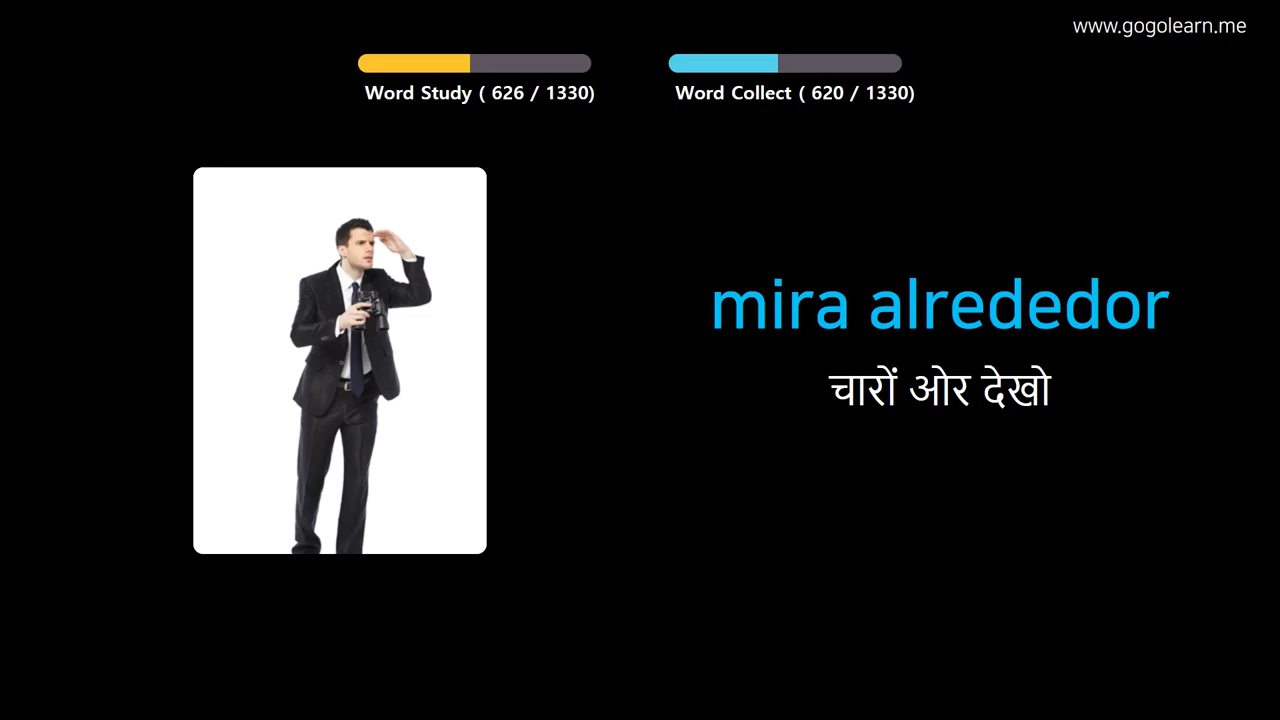 www.gogolearn.me
Word Study ( 626 / 1330)
Word Collect ( 620 / 1330)
mira alrededor
चारों ओर देखो